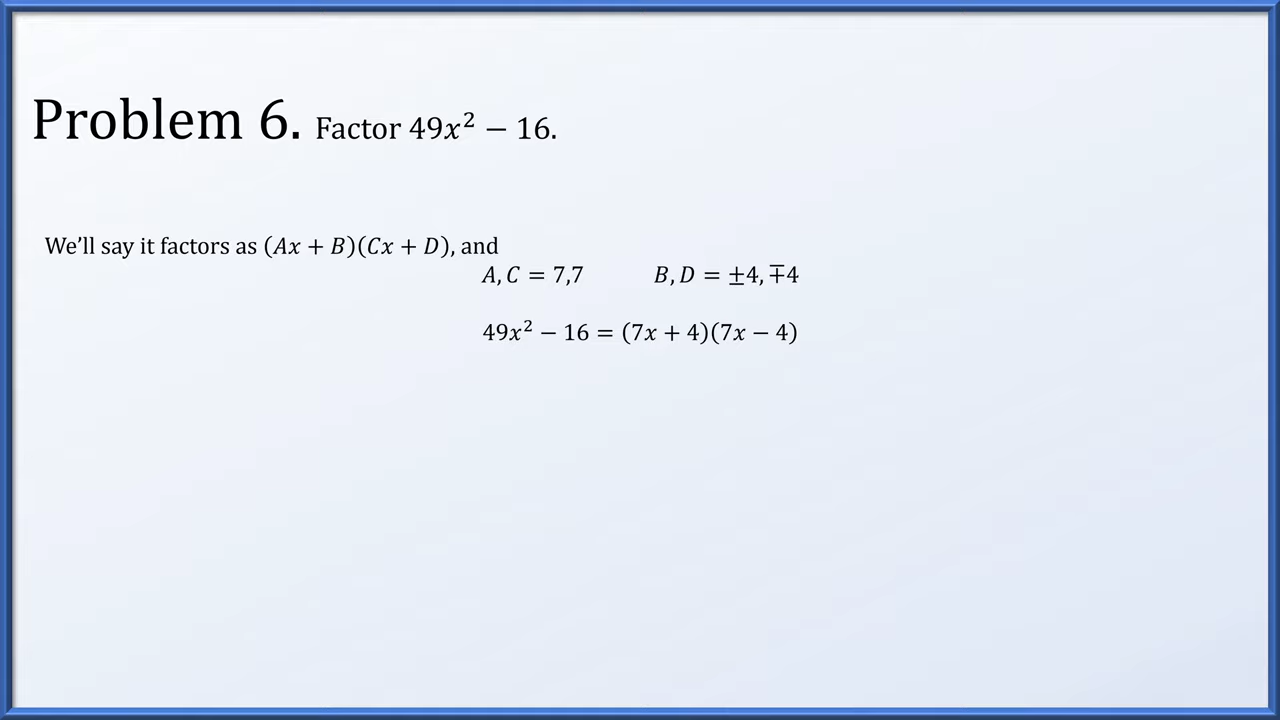 Problem 6. Factor 49𝑥² − 16.
We’ll say it factors as (𝐴𝑥 + 𝐵)(𝐶𝑥 + 𝐷), and
𝐴, 𝐶 = 7,7 𝐵, 𝐷 = ±4, ∓4
49𝑥² − 16 = (7𝑥 + 4)(7𝑥 − 4)